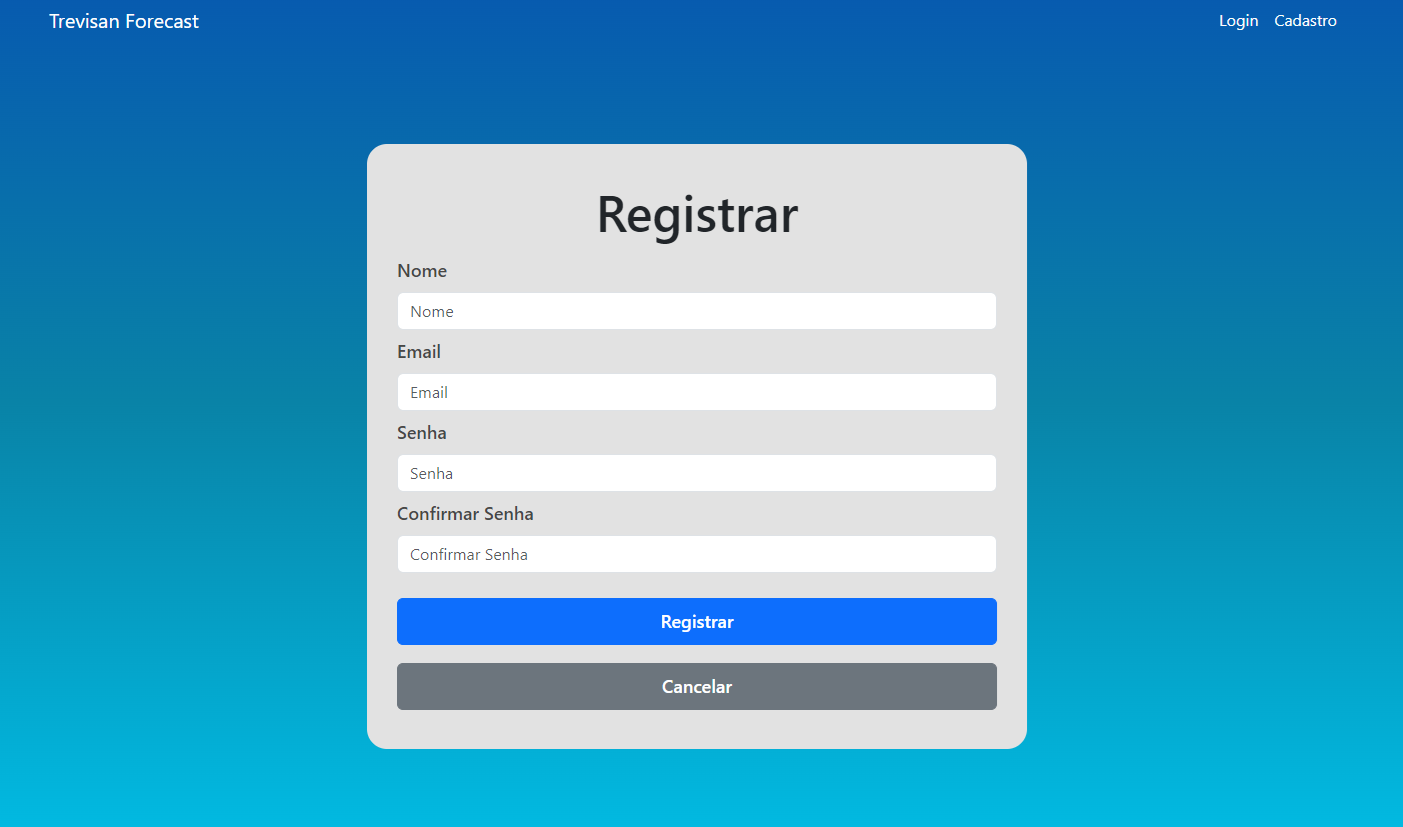 Trevisan Forecast Login Cadastro
Registrar
Nome
Nome
Email
Email
Senha
Senha
Confirmar Senha
Confirmar Senha
Registrar
Cancelar